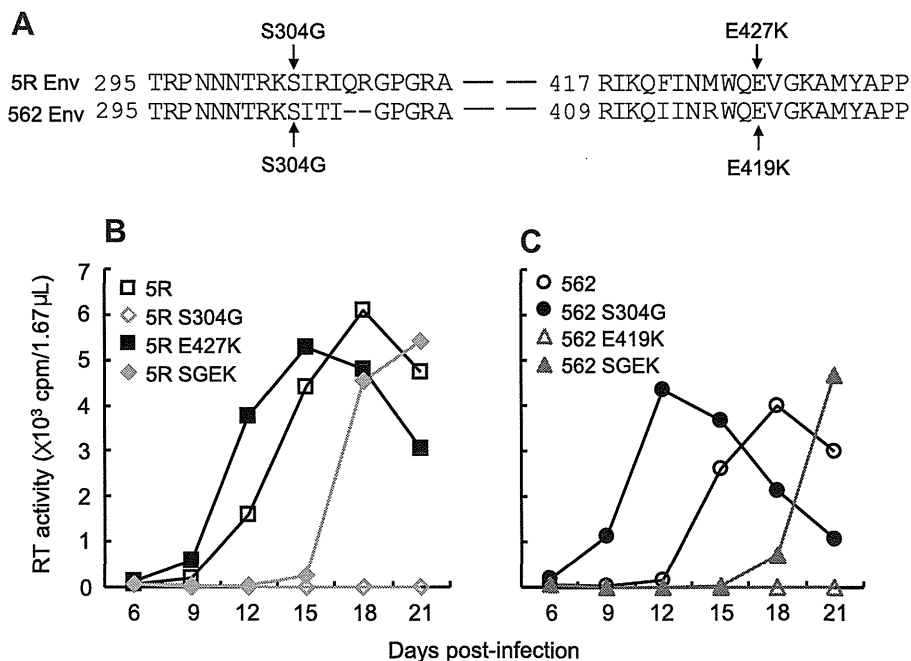 A
S304G
E427K
5R Env 295 TRPNNNTRKSIRIQRGPGRA — — 417 RIKQFINMWQEVGKAMYAPP
562 Env 295 TRPNNNTRKSITI--GPGRA — — 409 RIKQIINRWQEVGKAMYAPP
S304G
E419K
B
C
RT activity (X10³ cpm/1.67µL)
7
6
5
4
3
2
1
0
5R
5R S304G
5R E427K
5R SGEK
562
562 S304G
562 E419K
562 SGEK
6 9 12 15 18 21
6 9 12 15 18 21
Days post-infection